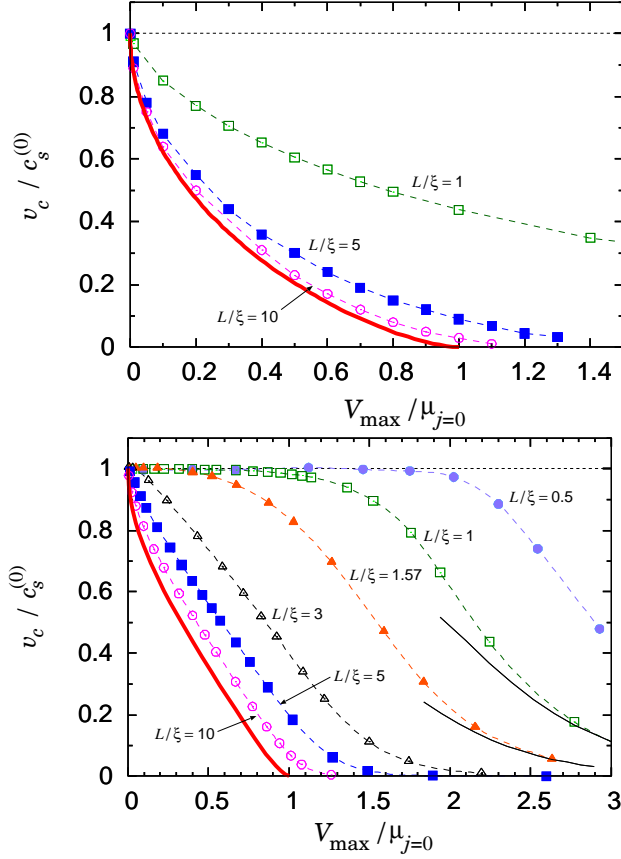 1
0.8
0.6
0.4
0.2
0
v_c / c_s^(0)
L/ξ = 1
L/ξ = 5
L/ξ = 10
0 0.2 0.4 0.6 0.8 1 1.2 1.4
V_max / μ_j=0
1
0.8
0.6
0.4
0.2
0
v_c / c_s^(0)
L/ξ = 0.5
L/ξ = 1
L/ξ = 1.57
L/ξ = 3
L/ξ = 5
L/ξ = 10
0 0.5 1 1.5 2 2.5 3
V_max / μ_j=0